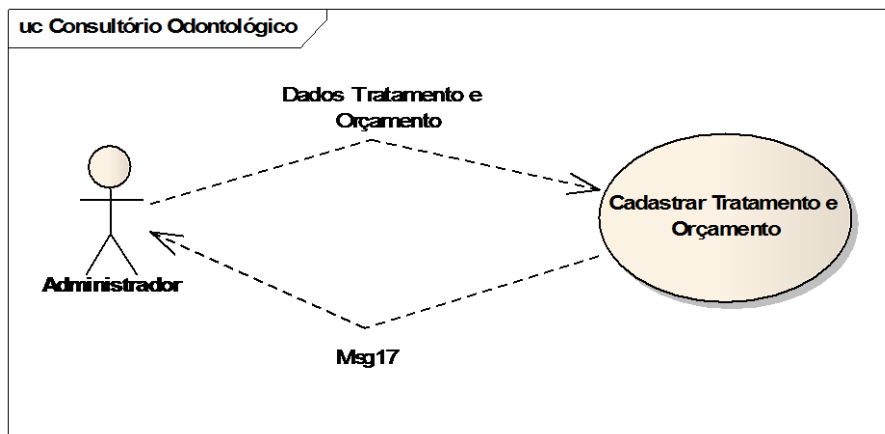 uc Consultório Odontológico
Dados Tratamento e
Orçamento
Cadastrar Tratamento e
Orçamento
Administrador
Msg17